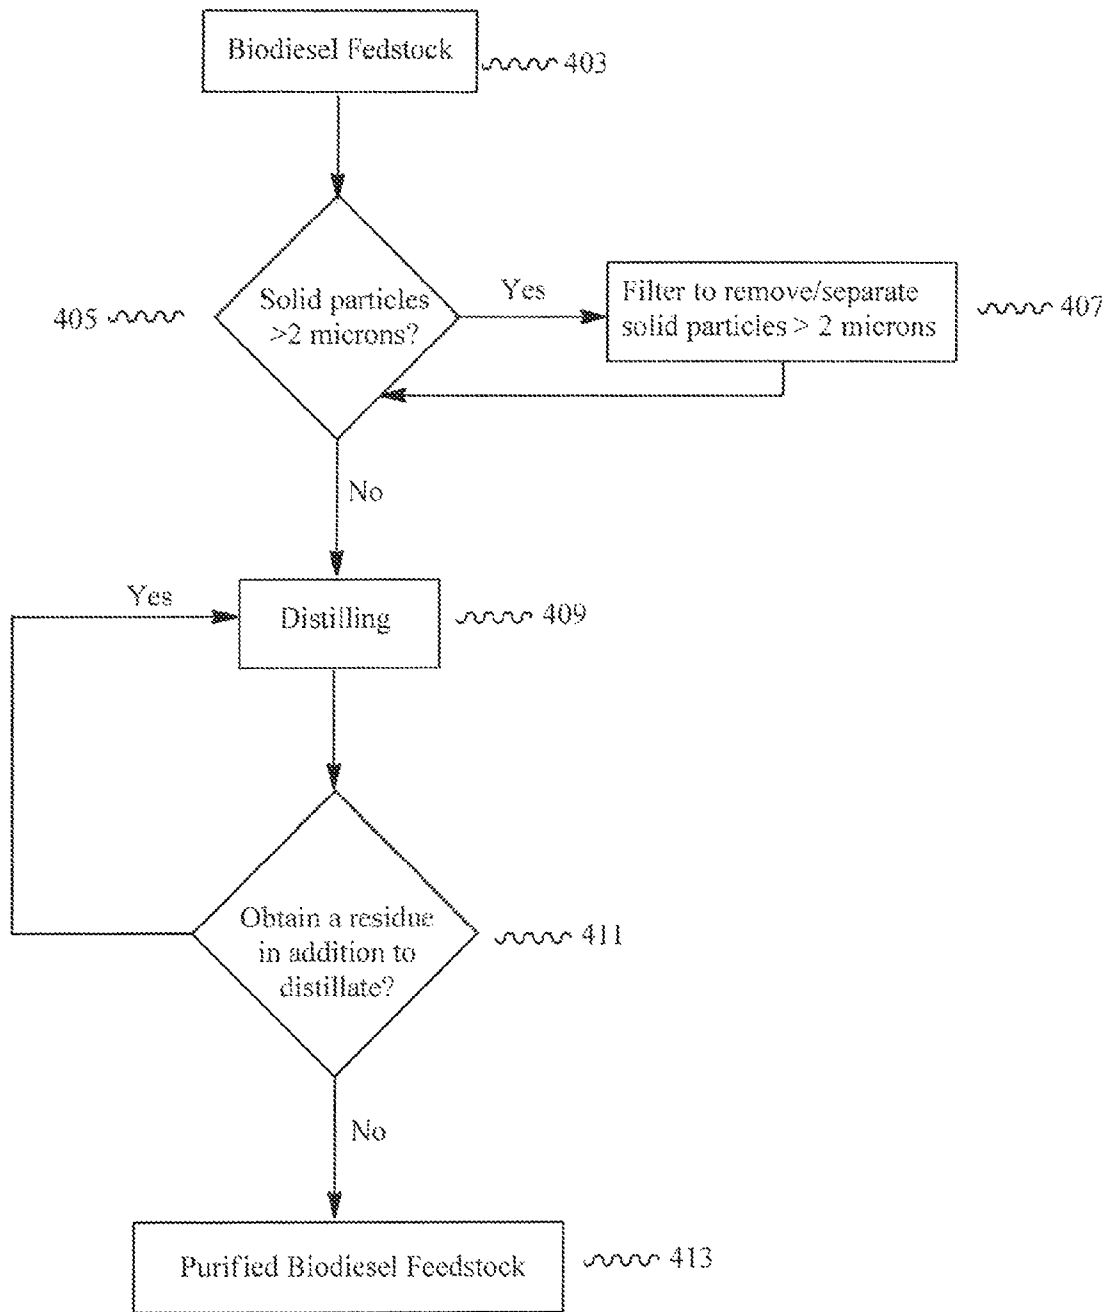 Biodiesel Fedstock
403
405
Solid particles
>2 microns?
Yes
Filter to remove/separate
solid particles > 2 microns
407
No
Yes
Distilling
409
Obtain a residue
in addition to
distillate?
411
No
Purified Biodiesel Feedstock
413